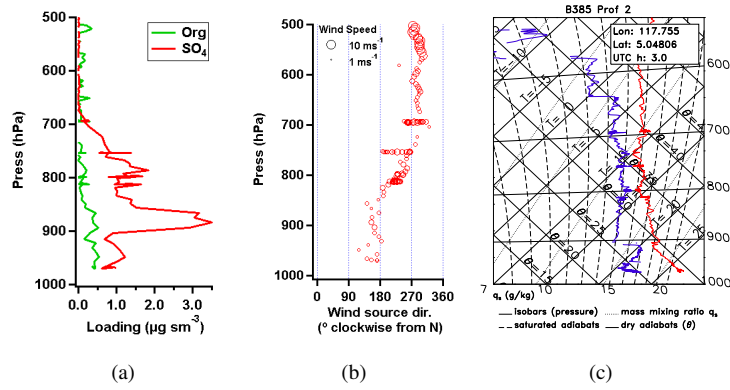 500
600
700
800
900
1000
Press (hPa)
Org
SO4
0.0
1.0
2.0
3.0
Loading (µg sm⁻³)
(a)
500
600
700
800
900
1000
Press (hPa)
Wind Speed
10 ms⁻¹
1 ms⁻¹
0
90
180
270
360
Wind source dir.
(º clockwise from N)
(b)
B385 Prof 2
Lon: 117.755
Lat: 5.04806
UTC h: 3.0
600
700
800
900
1000
7
10
15
20
qs (g/kg)
isobars (pressure)
mass mixing ratio qs
saturated adiabats
dry adiabats (θ)
(c)